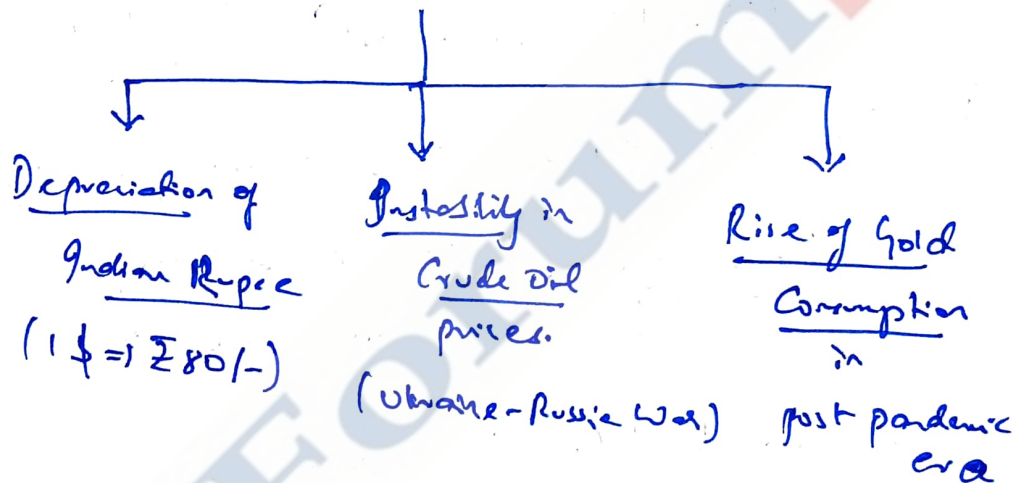 Depreciation of
Indian Rupee
(1 $ => ₹80/-)
Instability in
Crude Oil
prices.
(Ukraine-Russia War)
Rise of Gold
Consumption
in
post pandemic
era
Forum